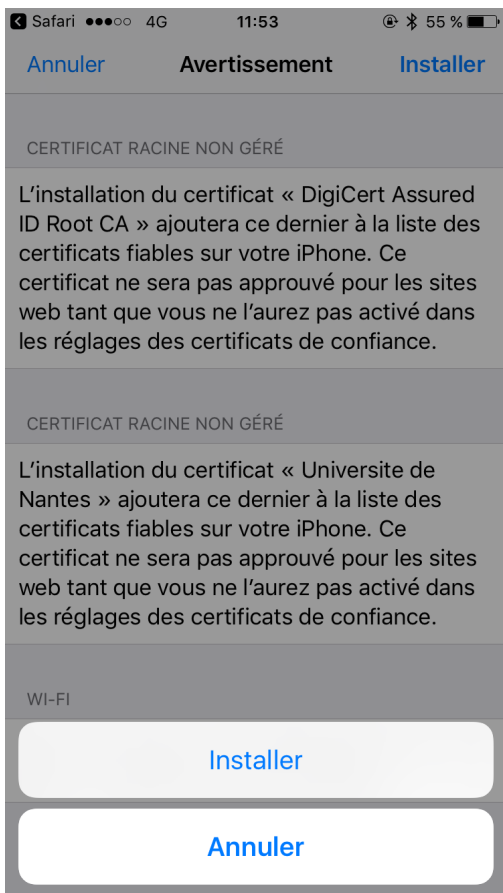 Safari 4G 11:53 55 %
Annuler Avertissement Installer
CERTIFICAT RACINE NON GÉRÉ
L’installation du certificat « DigiCert Assured
ID Root CA » ajoutera ce dernier à la liste des
certificats fiables sur votre iPhone. Ce
certificat ne sera pas approuvé pour les sites
web tant que vous ne l’aurez pas activé dans
les réglages des certificats de confiance.
CERTIFICAT RACINE NON GÉRÉ
L’installation du certificat « Universite de
Nantes » ajoutera ce dernier à la liste des
certificats fiables sur votre iPhone. Ce
certificat ne sera pas approuvé pour les sites
web tant que vous ne l’aurez pas activé dans
les réglages des certificats de confiance.
WI-FI
Installer
Annuler